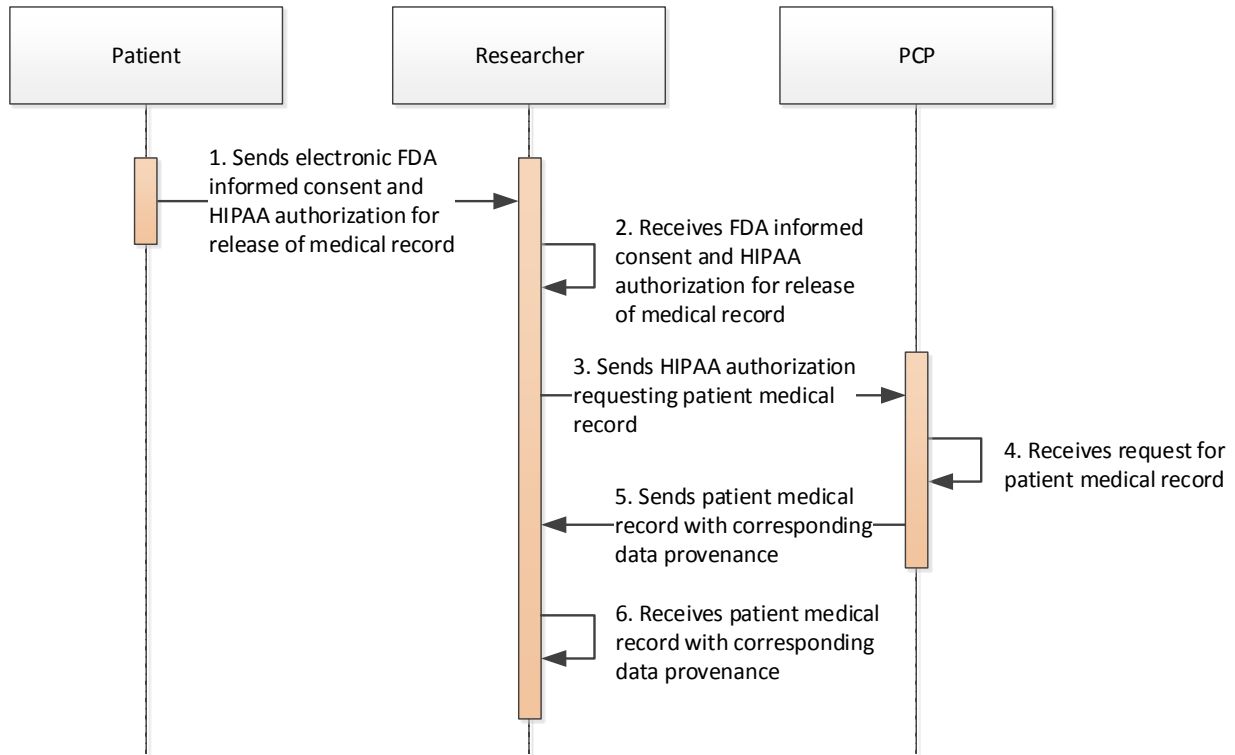 Patient
Researcher
PCP
1. Sends electronic FDA
informed consent and
HIPAA authorization for
release of medical record
2. Receives FDA informed
consent and HIPAA
authorization for release
of medical record
3. Sends HIPAA authorization
requesting patient medical
record
4. Receives request for
patient medical record
5. Sends patient medical
record with corresponding
data provenance
6. Receives patient medical
record with corresponding
data provenance